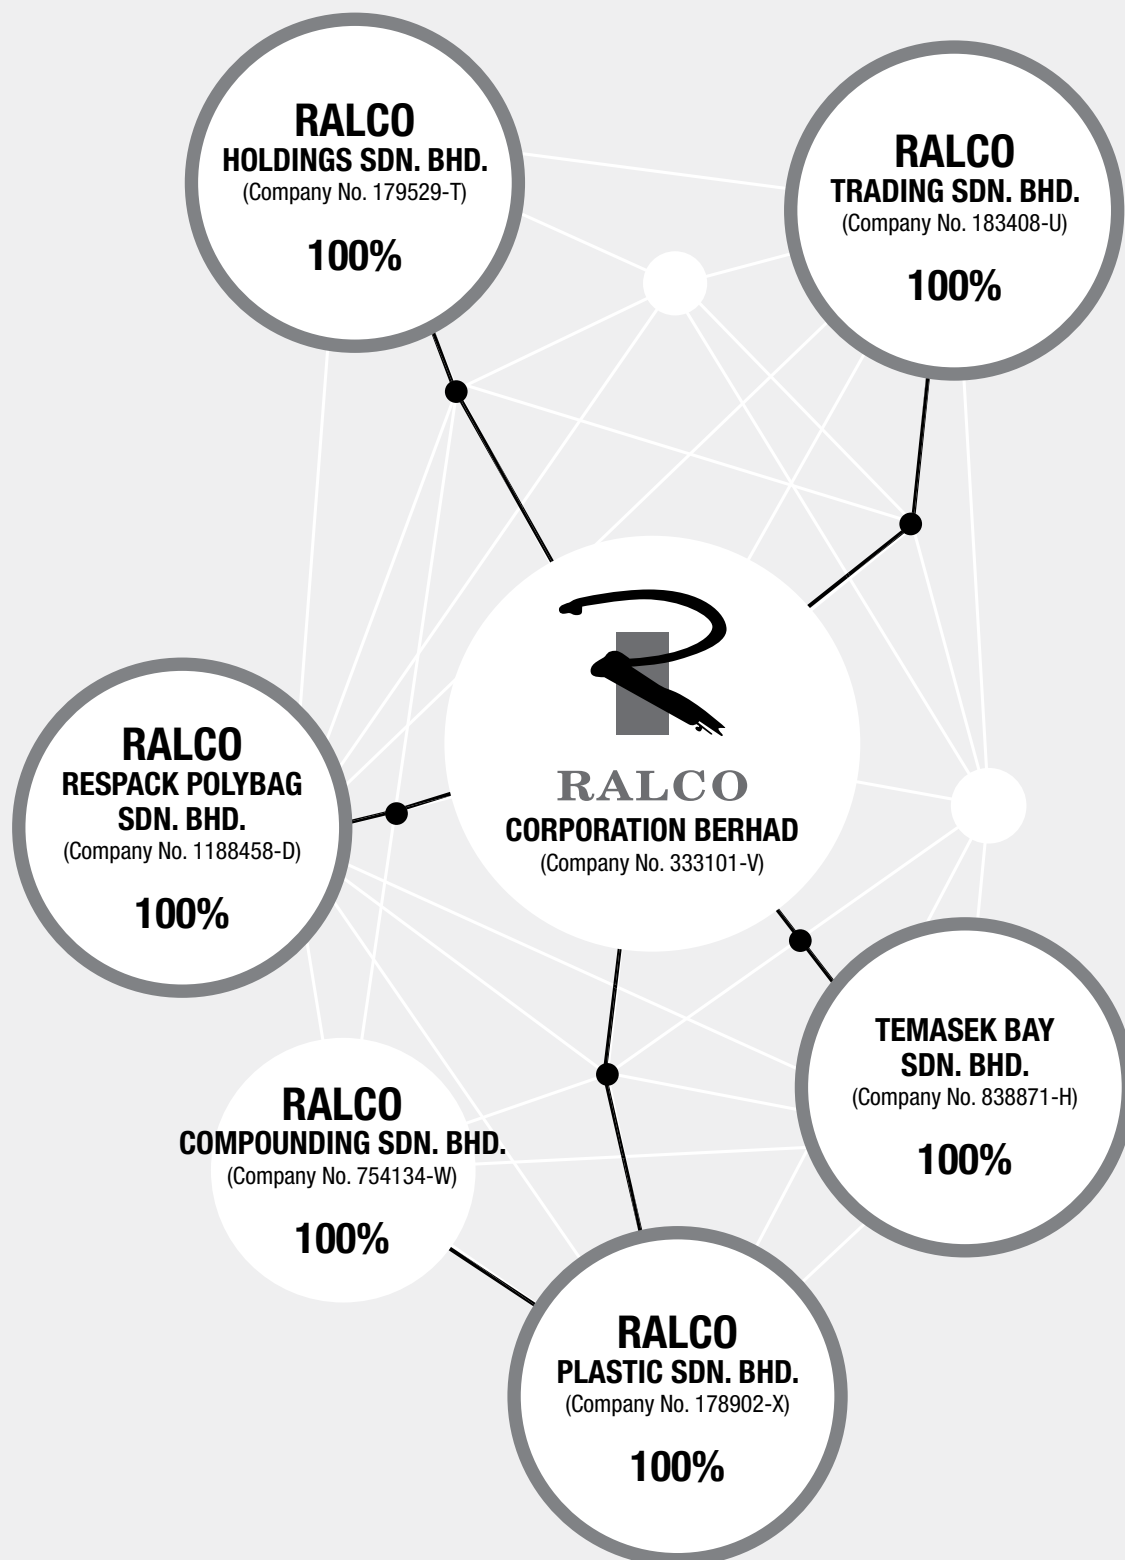 RALCO
HOLDINGS SDN. BHD.
(Company No. 179529-T)
100%
RALCO
TRADING SDN. BHD.
(Company No. 183408-U)
100%
RALCO
CORPORATION BERHAD
(Company No. 333101-V)
RALCO
RESPACK POLYBAG
SDN. BHD.
(Company No. 1188458-D)
100%
TEMASEK BAY
SDN. BHD.
(Company No. 838871-H)
100%
RALCO
COMPOUNDING SDN. BHD.
(Company No. 754134-W)
100%
RALCO
PLASTIC SDN. BHD.
(Company No. 178902-X)
100%